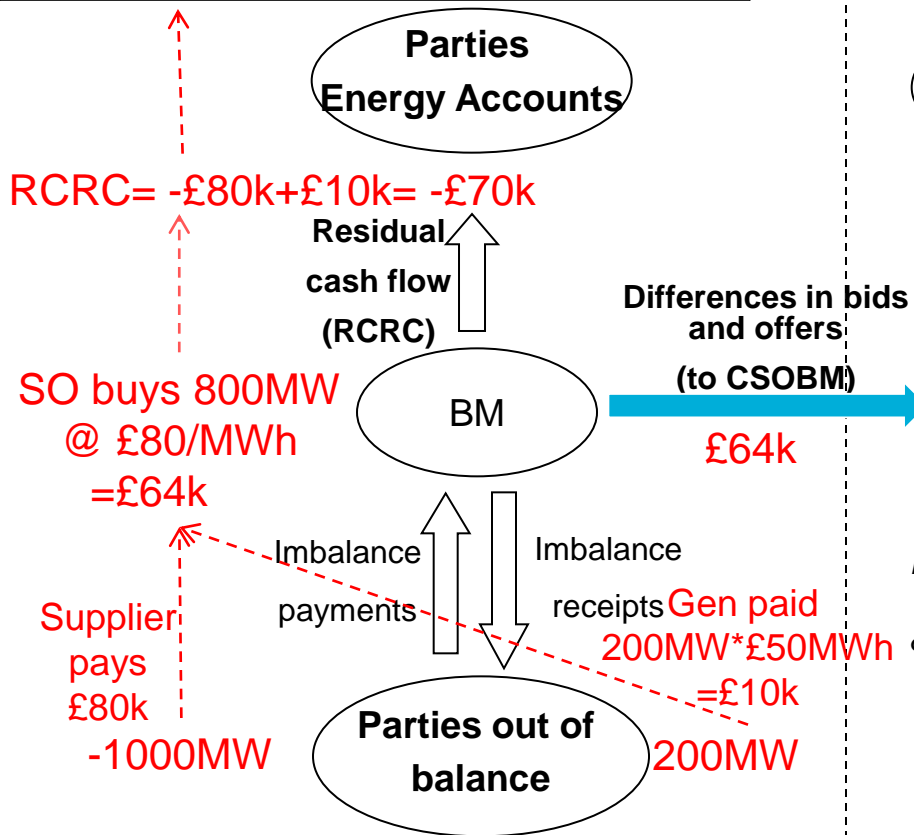 Parties
Energy Accounts
RCRC= -£80k+£10k= -£70k
Residual
cash flow
(RCRC)
Differences in bids
and offers
(to CSOBM)
SO buys 800MW
@ £80/MWh
=£64k
BM
£64k
Imbalance
payments
Imbalance
receipts
Gen paid
200MW*£50MWh
=£10k
Supplier
pays
£80k
-1000MW
Parties out of
balance
200MW